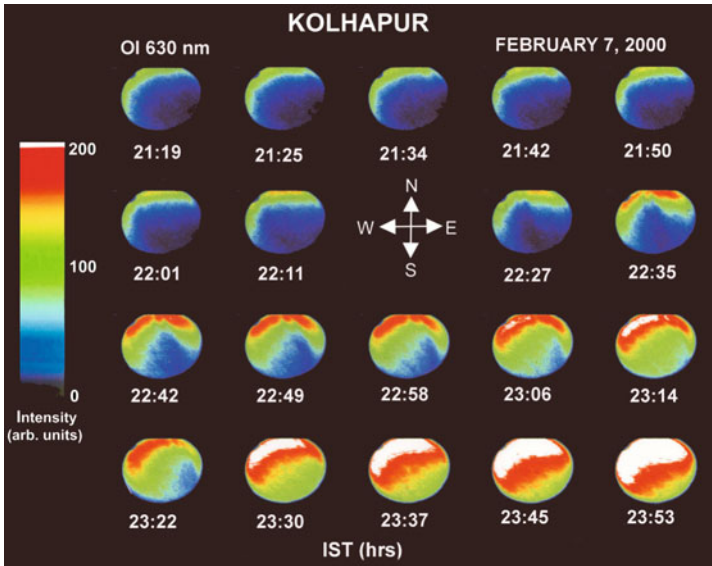 KOLHAPUR
OI 630 nm
FEBRUARY 7, 2000
21:19 21:25 21:34 21:42 21:50
200
100
0
Intensity
(arb. units)
N
W E
S
22:01 22:11 22:27 22:35
22:42 22:49 22:58 23:06 23:14
23:22 23:30 23:37 23:45 23:53
IST (hrs)